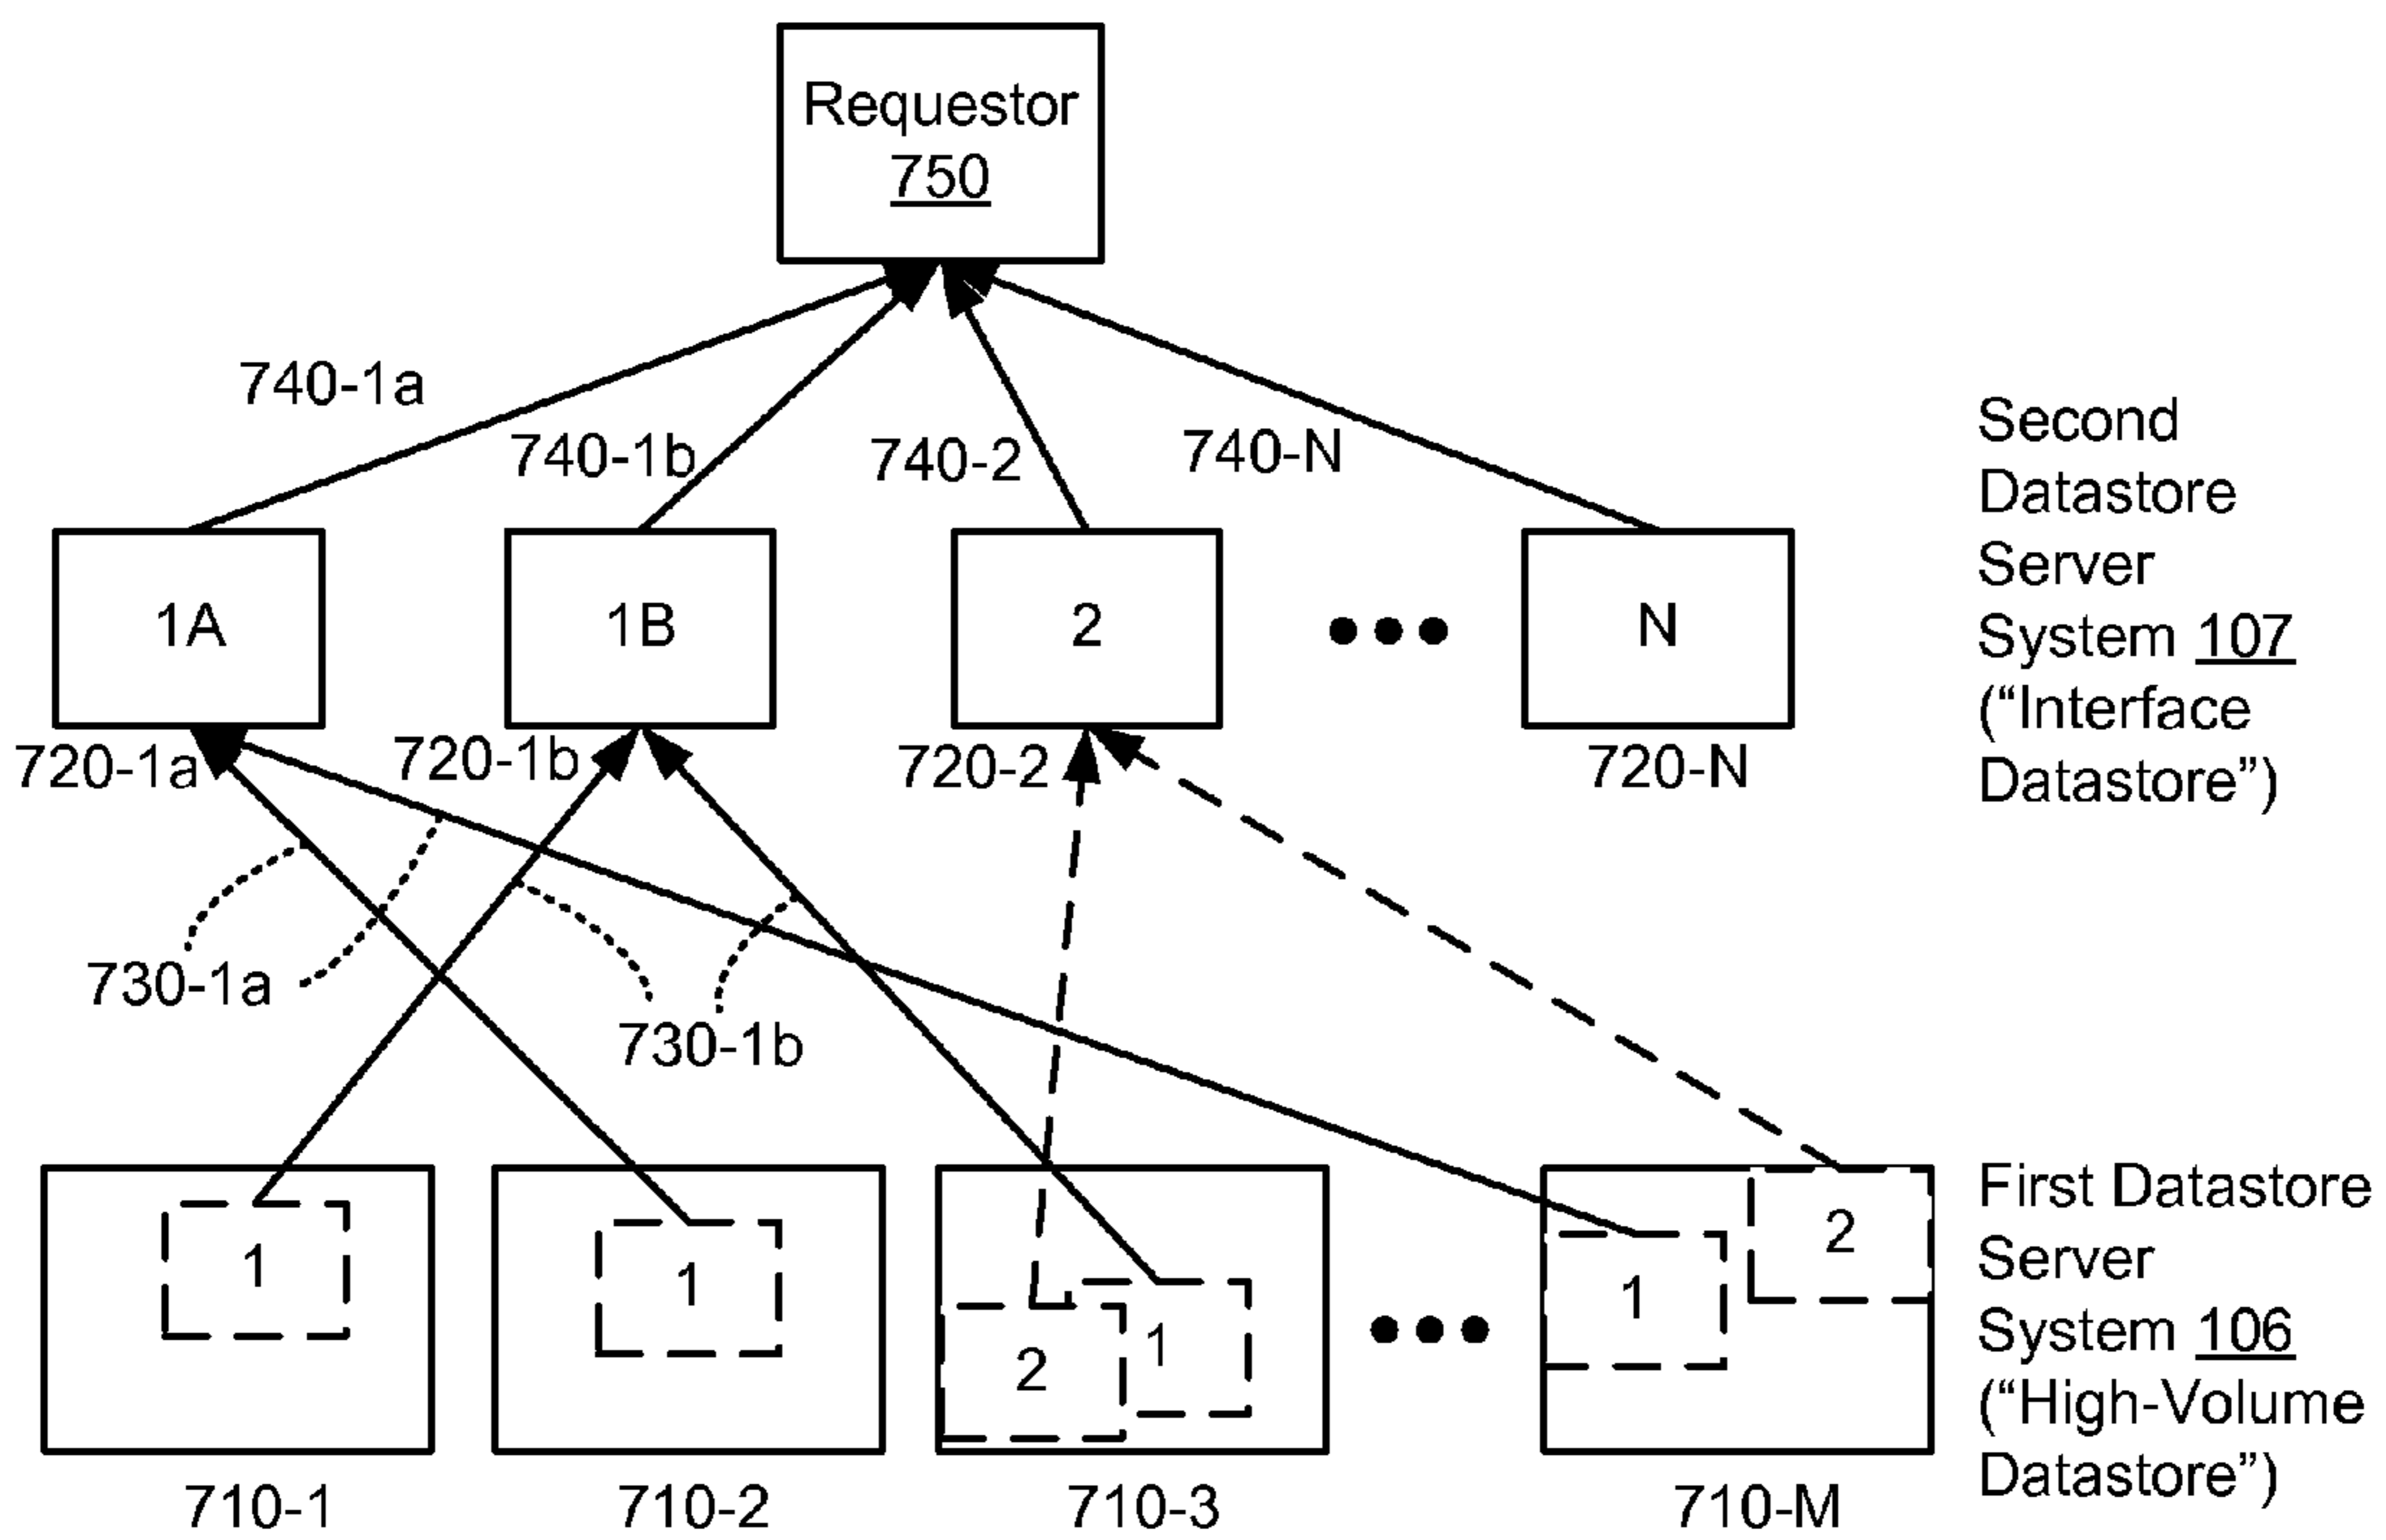 Requestor
750
740-1a
740-1b
740-2
740-N
Second
Datastore
Server
System 107
(“Interface
Datastore”)
1A
1B
2
N
720-1a
720-1b
720-2
720-N
730-1a
730-1b
1
1
2
1
1
2
First Datastore
Server
System 106
(“High-Volume
Datastore”)
710-1
710-2
710-3
710-M